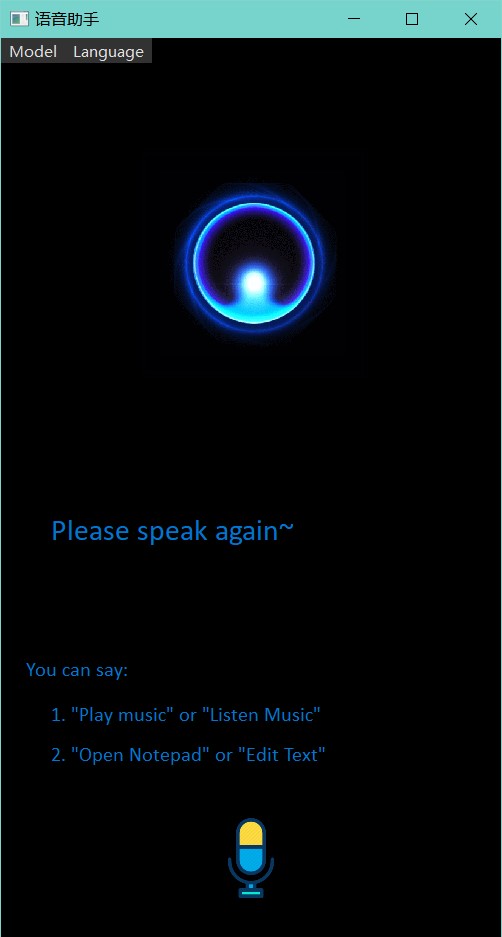 语音助手
Model Language
Please speak again~
You can say:
1. "Play music" or "Listen Music"
2. "Open Notepad" or "Edit Text"